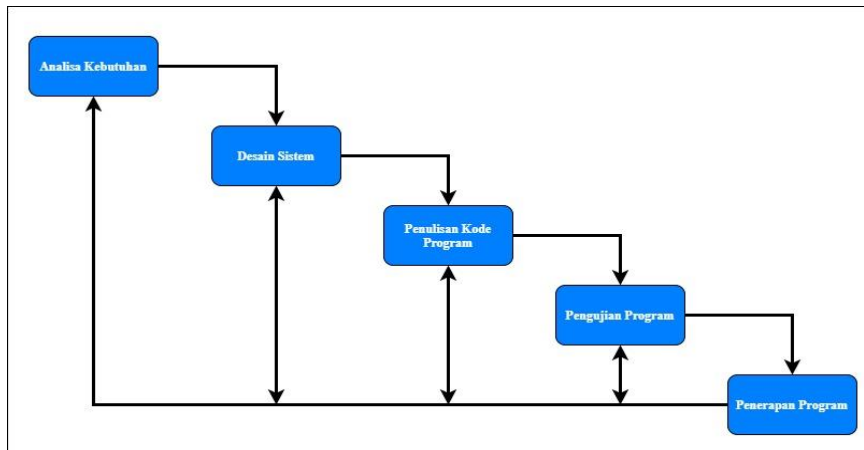 Analisa Kebutuhan
Desain Sistem
Penulisan Kode
Program
Pengujian Program
Penerapan Program